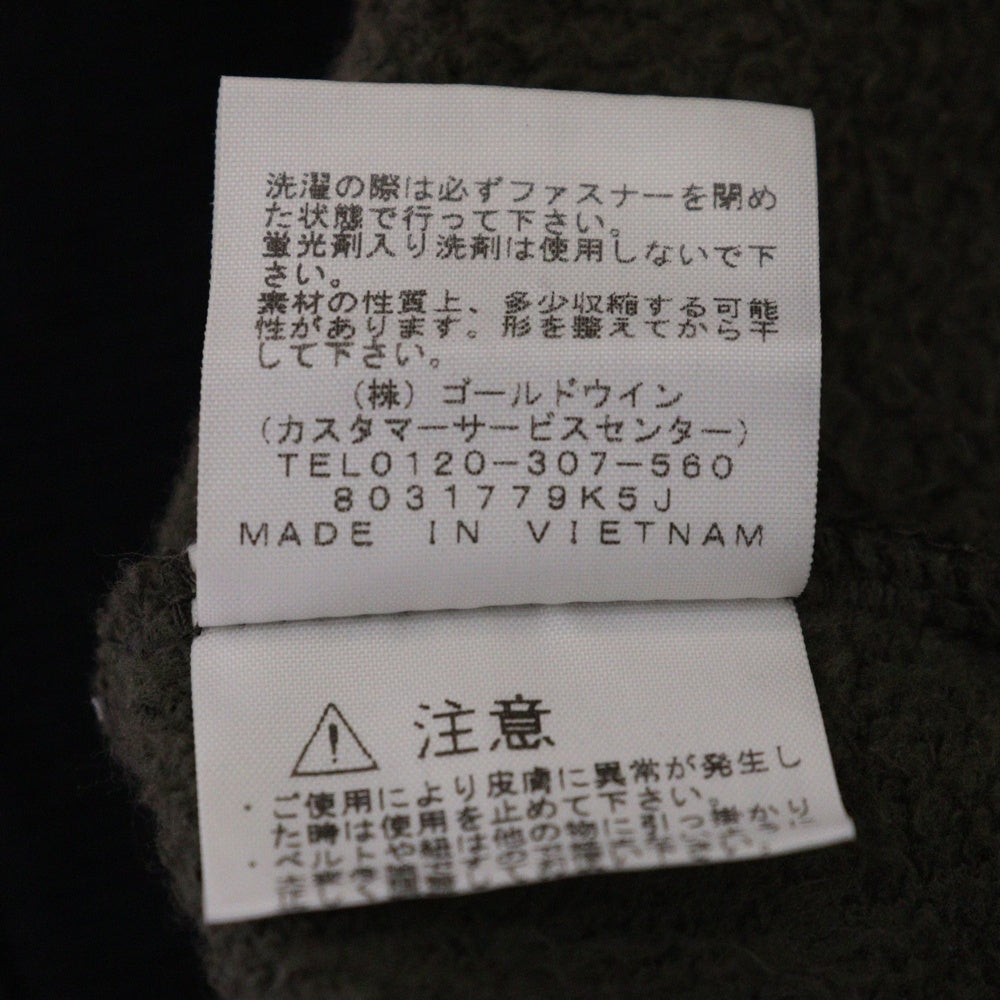 洗濯の際は必ずファスナーを閉め
た状態で行って下さい。
蛍光剤入り洗剤は使用しないで下
さい。
素材の性質上、多少収縮する可能
性があります。形を整えてから干
して下さい。
(株)ゴールドウイン
(カスタマーサービスセンター)
TEL0120-307-560
8031779K5J
MADE IN VIETNAM
注意
・ご使用により皮膚に異常が発生し
た時は使用を止めて下さい。